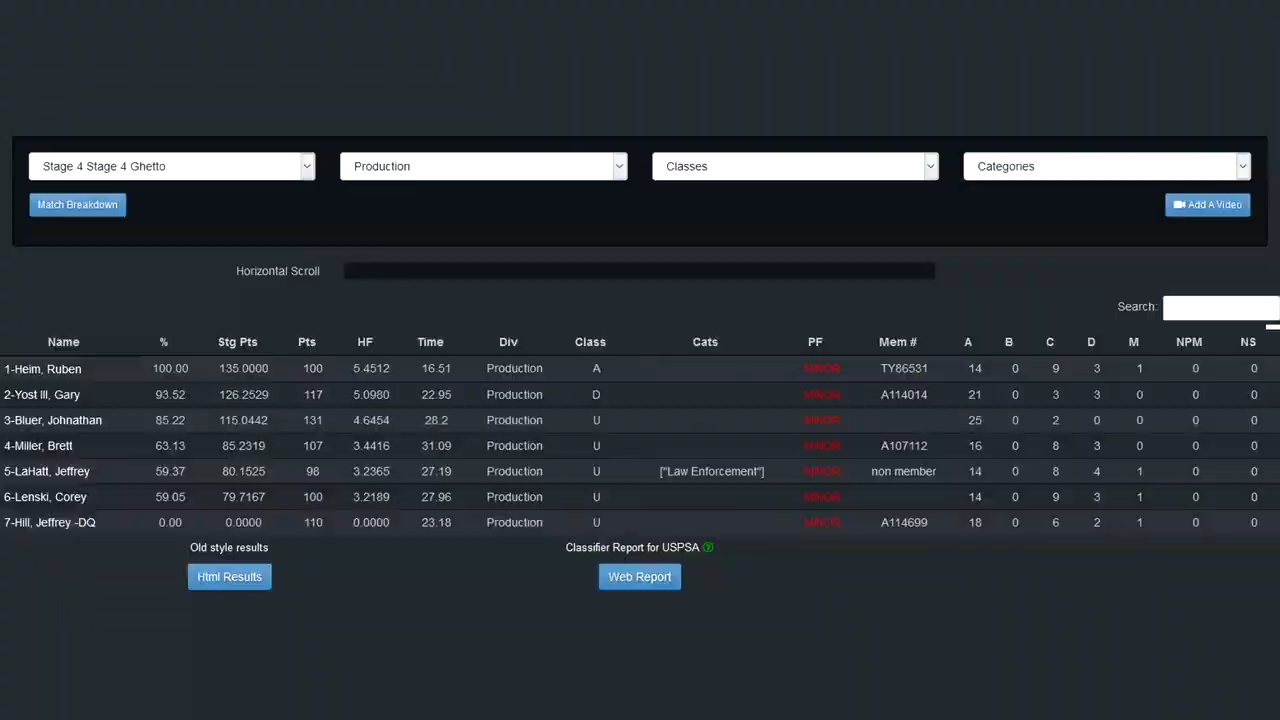 Stage 4 Stage 4 Ghetto Production Classes Categories
Match Breakdown Add A Video
Horizontal Scroll
Search:
Name % Stg Pts Pts HF Time Div Class Cats PF Mem # A B C D M NPM NS
1-Heim, Ruben 100.00 135.0000 100 5.4512 16.51 Production A MINOR TY86531 14 0 9 3 1 0 0
2-Yost III, Gary 93.52 126.2529 117 5.0980 22.95 Production D MINOR A114014 21 0 3 3 0 0 0
3-Bluer, Johnathan 85.22 115.0442 131 4.6454 28.2 Production U MINOR 25 0 2 0 0 0 0
4-Miller, Brett 63.13 85.2319 107 3.4416 31.09 Production U MINOR A107112 16 0 8 3 0 0 0
5-LaHatt, Jeffrey 59.37 80.1525 98 3.2365 27.19 Production U ["Law Enforcement"] MINOR non member 14 0 8 4 1 0 0
6-Lenski, Corey 59.05 79.7167 100 3.2189 27.96 Production U MINOR 14 0 9 3 1 0 0
7-Hill, Jeffrey -DQ 0.00 0.0000 110 0.0000 23.18 Production U MINOR A114699 18 0 6 2 1 0 0
Old style results Classifier Report for USPSA ?
Html Results Web Report